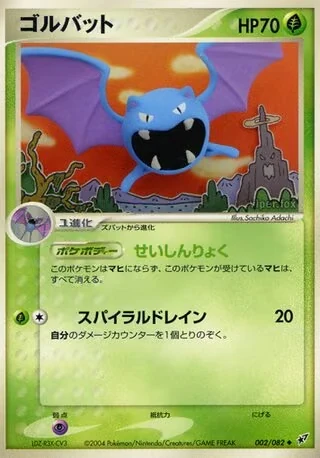 ゴルバット HP70
Illus. Sachiko Adachi
1進化 ズバットから進化
ポケボディー せいしんりょく
このポケモンはマヒにならず、このポケモンが受けているマヒは、
すべて消える。
スパイラルドレイン 20
自分のダメージカウンターを1個とりのぞく。
弱点 抵抗力 にげる
LDZ-R3X-CV3 ©2004 Pokémon/Nintendo/Creatures/GAME FREAK 002/082